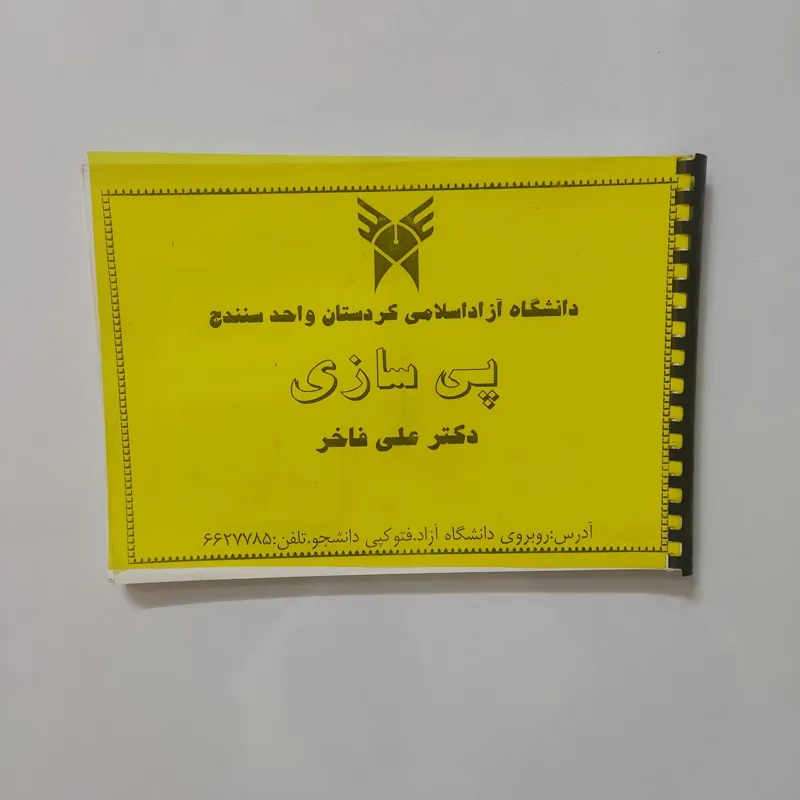 دانشگاه آزاداسلامی کردستان واحد سنندج
پی سازی
دکتر علی فاخر
آدرس:روبروی دانشگاه آزاد.فتوکپی دانشجو.تلفن:۶۶۲۷۷۸۵